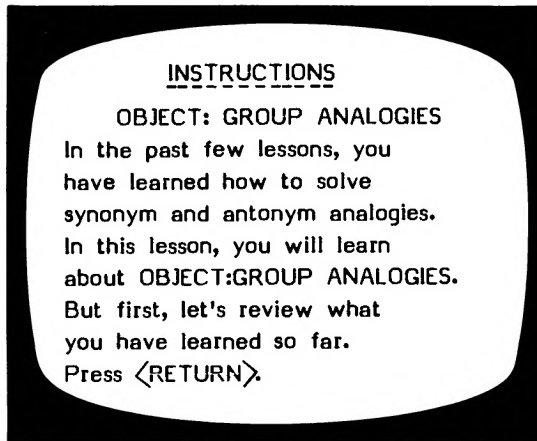 INSTRUCTIONS
OBJECT: GROUP ANALOGIES
In the past few lessons, you
have learned how to solve
synonym and antonym analogies.
In this lesson, you will learn
about OBJECT:GROUP ANALOGIES.
But first, let's review what
you have learned so far.
Press <RETURN>.